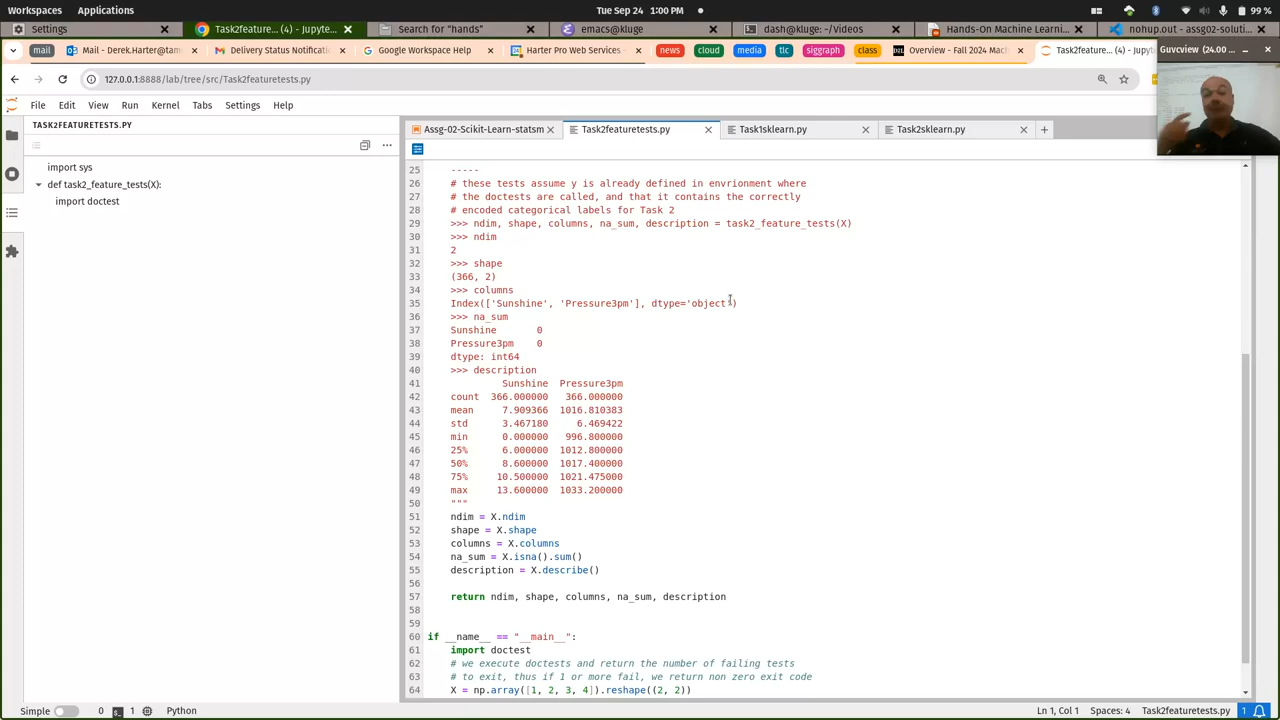 Workspaces Applications Tue Sep 24 1:00 PM 99 %
Settings Task2feature... (4) - Jupyte... Search for "hands" emacs@kluge dash@kluge: ~/Videos Hands-On Machine Learni... nohup.out - assg02-soluti...
mail Mail - Derek.Harter@tam Delivery Status Notificati Google Workspace Help Harter Pro Web Services - news cloud media tlc siggraph class Overview - Fall 2024 Mac Task2feature... (4) - Jupy Guvcview (24.00
127.0.0.1:8888/lab/tree/src/Task2featuretests.py
File Edit View Run Kernel Tabs Settings Help
TASK2FEATURETESTS.PY
Assg-02-Scikit-Learn-statsm Task2featuretests.py Task1sklearn.py Task2sklearn.py
import sys
def task2_feature_tests(X):
import doctest
25 -----
26 # these tests assume y is already defined in envrionment where
27 # the doctests are called, and that it contains the correctly
28 # encoded categorical labels for Task 2
29 >>> ndim, shape, columns, na_sum, description = task2_feature_tests(X)
30 >>> ndim
31 2
32 >>> shape
33 (366, 2)
34 >>> columns
35 Index(['Sunshine', 'Pressure3pm'], dtype='object')
36 >>> na_sum
37 Sunshine 0
38 Pressure3pm 0
39 dtype: int64
40 >>> description
41 Sunshine Pressure3pm
42 count 366.000000 366.000000
43 mean 7.909366 1016.810383
44 std 3.467180 6.469422
45 min 0.000000 996.800000
46 25% 6.000000 1012.800000
47 50% 8.600000 1017.400000
48 75% 10.500000 1021.475000
49 max 13.600000 1033.200000
50 """
51 ndim = X.ndim
52 shape = X.shape
53 columns = X.columns
54 na_sum = X.isna().sum()
55 description = X.describe()
56
57 return ndim, shape, columns, na_sum, description
58
59
60 if __name__ == "__main__":
61 import doctest
62 # we execute doctests and return the number of failing tests
63 # to exit, thus if 1 or more fail, we return non zero exit code
64 X = np.array([1, 2, 3, 4]).reshape((2, 2))
Simple 0 1 Python Ln 1, Col 1 Spaces: 4 Task2featuretests.py 1